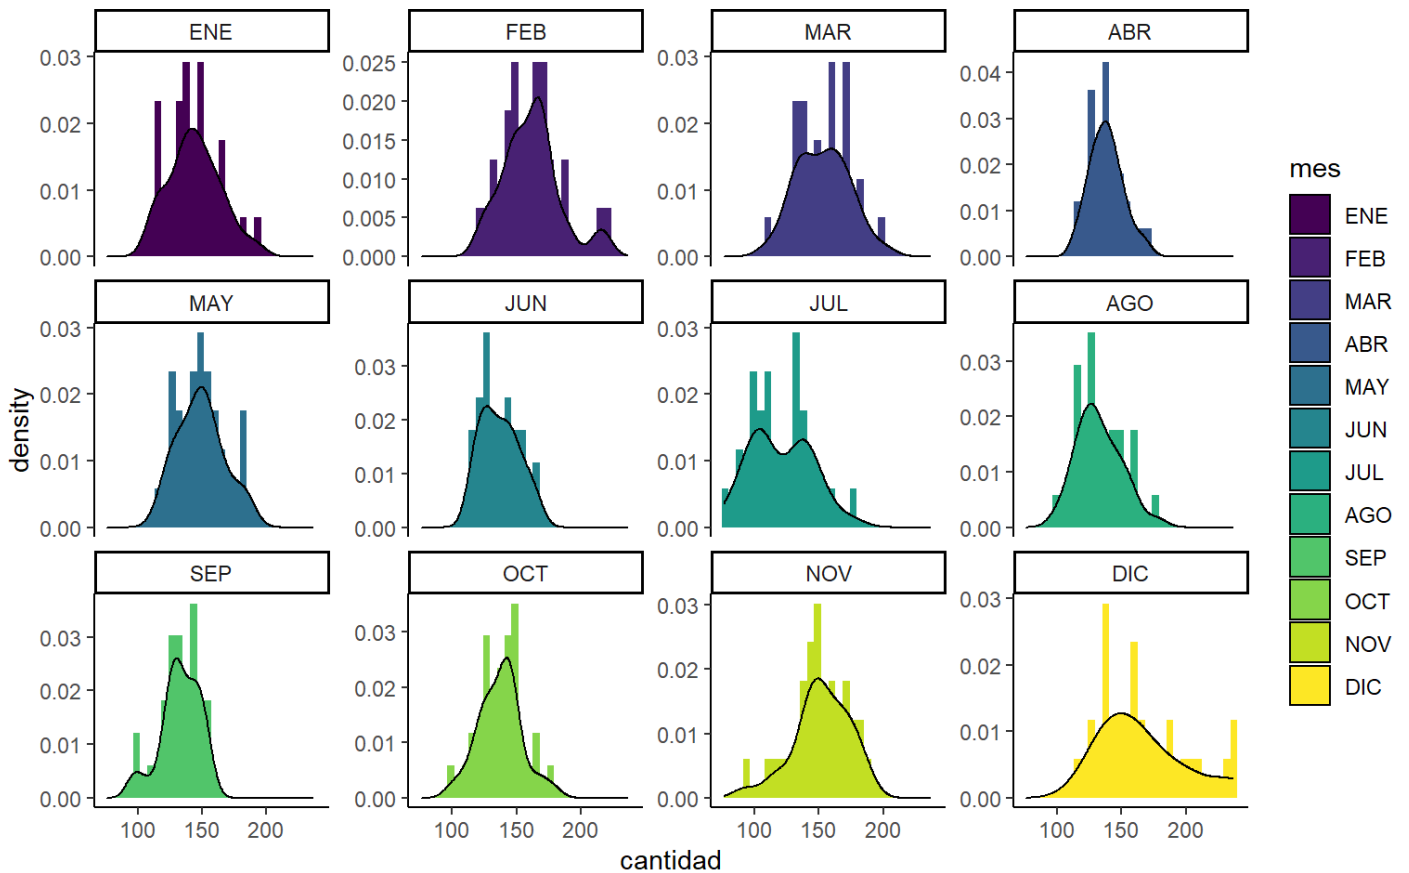 ENE FEB MAR ABR
0.03 0.025 0.03 0.04
0.02 0.020 0.02 0.03
0.01 0.015 0.01 0.02
0.00 0.010 0.00 0.01
0.005 0.00
0.000
MAY JUN JUL AGO
0.03 0.03 0.03 0.03
0.02 0.02 0.02 0.02
0.01 0.01 0.01 0.01
0.00 0.00 0.00 0.00
SEP OCT NOV DIC
0.03 0.03 0.03 0.03
0.02 0.02 0.02 0.02
0.01 0.01 0.01 0.01
0.00 0.00 0.00 0.00
100 150 200 100 150 200 100 150 200 100 150 200
cantidad
density
mes
ENE
FEB
MAR
ABR
MAY
JUN
JUL
AGO
SEP
OCT
NOV
DIC